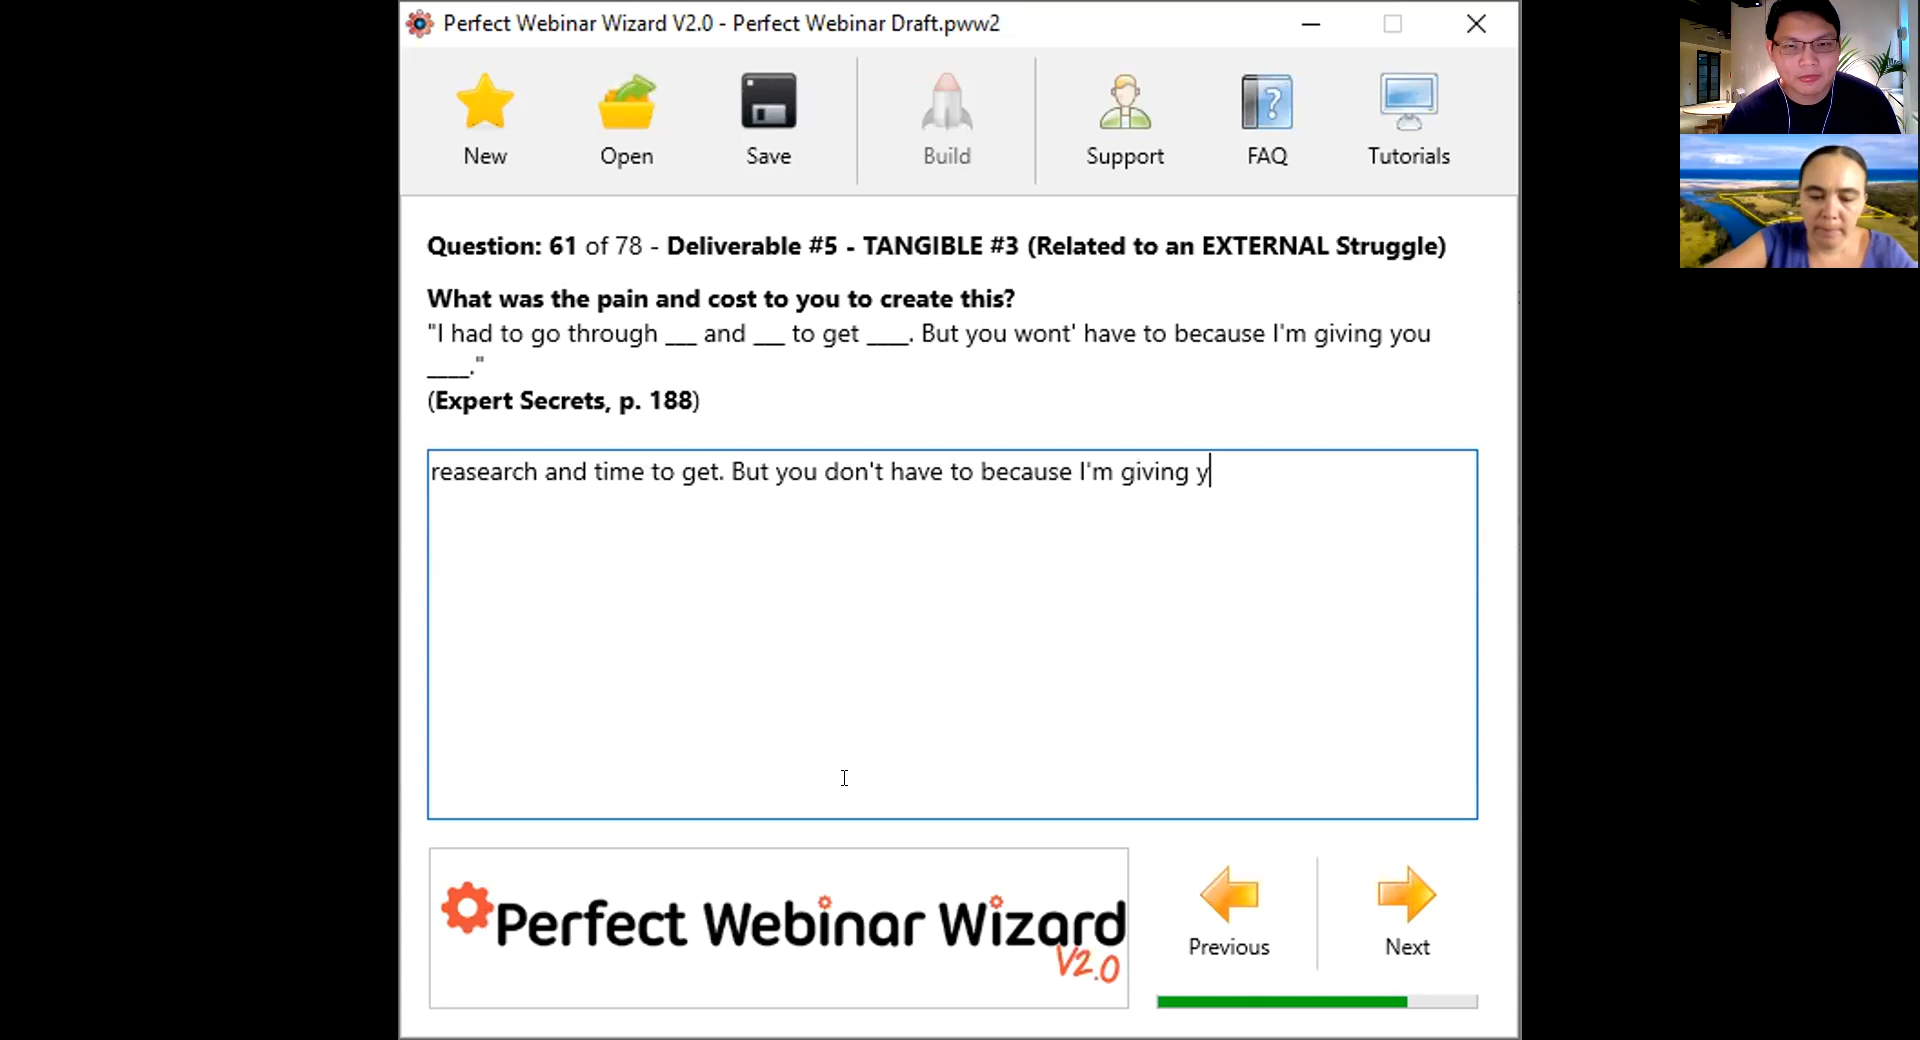 Perfect Webinar Wizard V2.0 - Perfect Webinar Draft.pww2
New Open Save Build Support FAQ Tutorials
Question: 61 of 78 - Deliverable #5 - TANGIBLE #3 (Related to an EXTERNAL Struggle)
What was the pain and cost to you to create this?
"I had to go through ___ and ___ to get ____. But you wont' have to because I'm giving you
____."
(Expert Secrets, p. 188)
reasearch and time to get. But you don't have to because I'm giving y
Perfect Webinar Wizard
V2.0
Previous Next